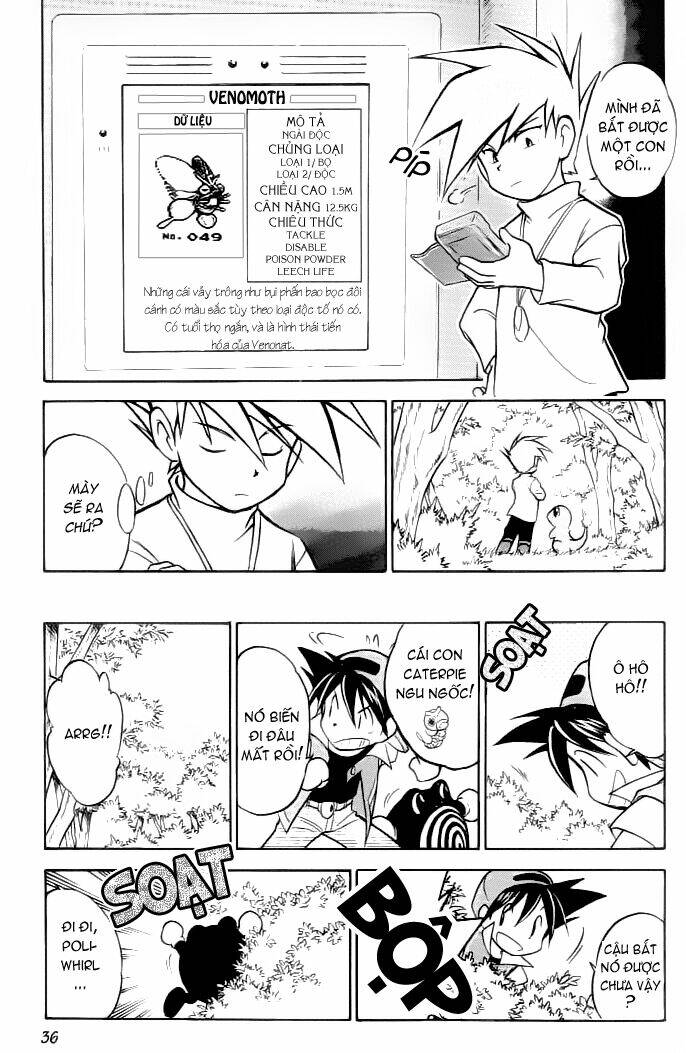 VENOMOTH
DỮ LIỆU
No. 049
MÔ TẢ
NGÀI ĐỘC
CHỦNG LOẠI
LOẠI 1/ BỌ
LOẠI 2/ ĐỘC
CHIỀU CAO 1.5M
CÂN NẶNG 12.5KG
CHIÊU THỨC
TACKLE
DISABLE
POISON POWDER
LEECH LIFE
Những cái vảy trông như bụi phấn bao bọc đôi
cánh có màu sắc tùy theo loại độc tố nó có.
Có tuổi thọ ngắn, và là hình thái tiến
hóa của Venonat.
PÍP
MÌNH ĐÃ
BẮT ĐƯỢC
MỘT CON
RỒI...
MÀY
SẼ RA
CHỨ?
ARRG!!
CÁI CON
CATERPIE
NGU NGỐC!
NÓ BIẾN
ĐI ĐÂU
MẤT RỒI!
SOẠT
Ô HÔ
HÔ!!
ĐI ĐI,
POLI-
WHIRL
...
SOẠT
BỘP
CẬU BẮT
NÓ ĐƯỢC
CHƯA VẬY
?
36